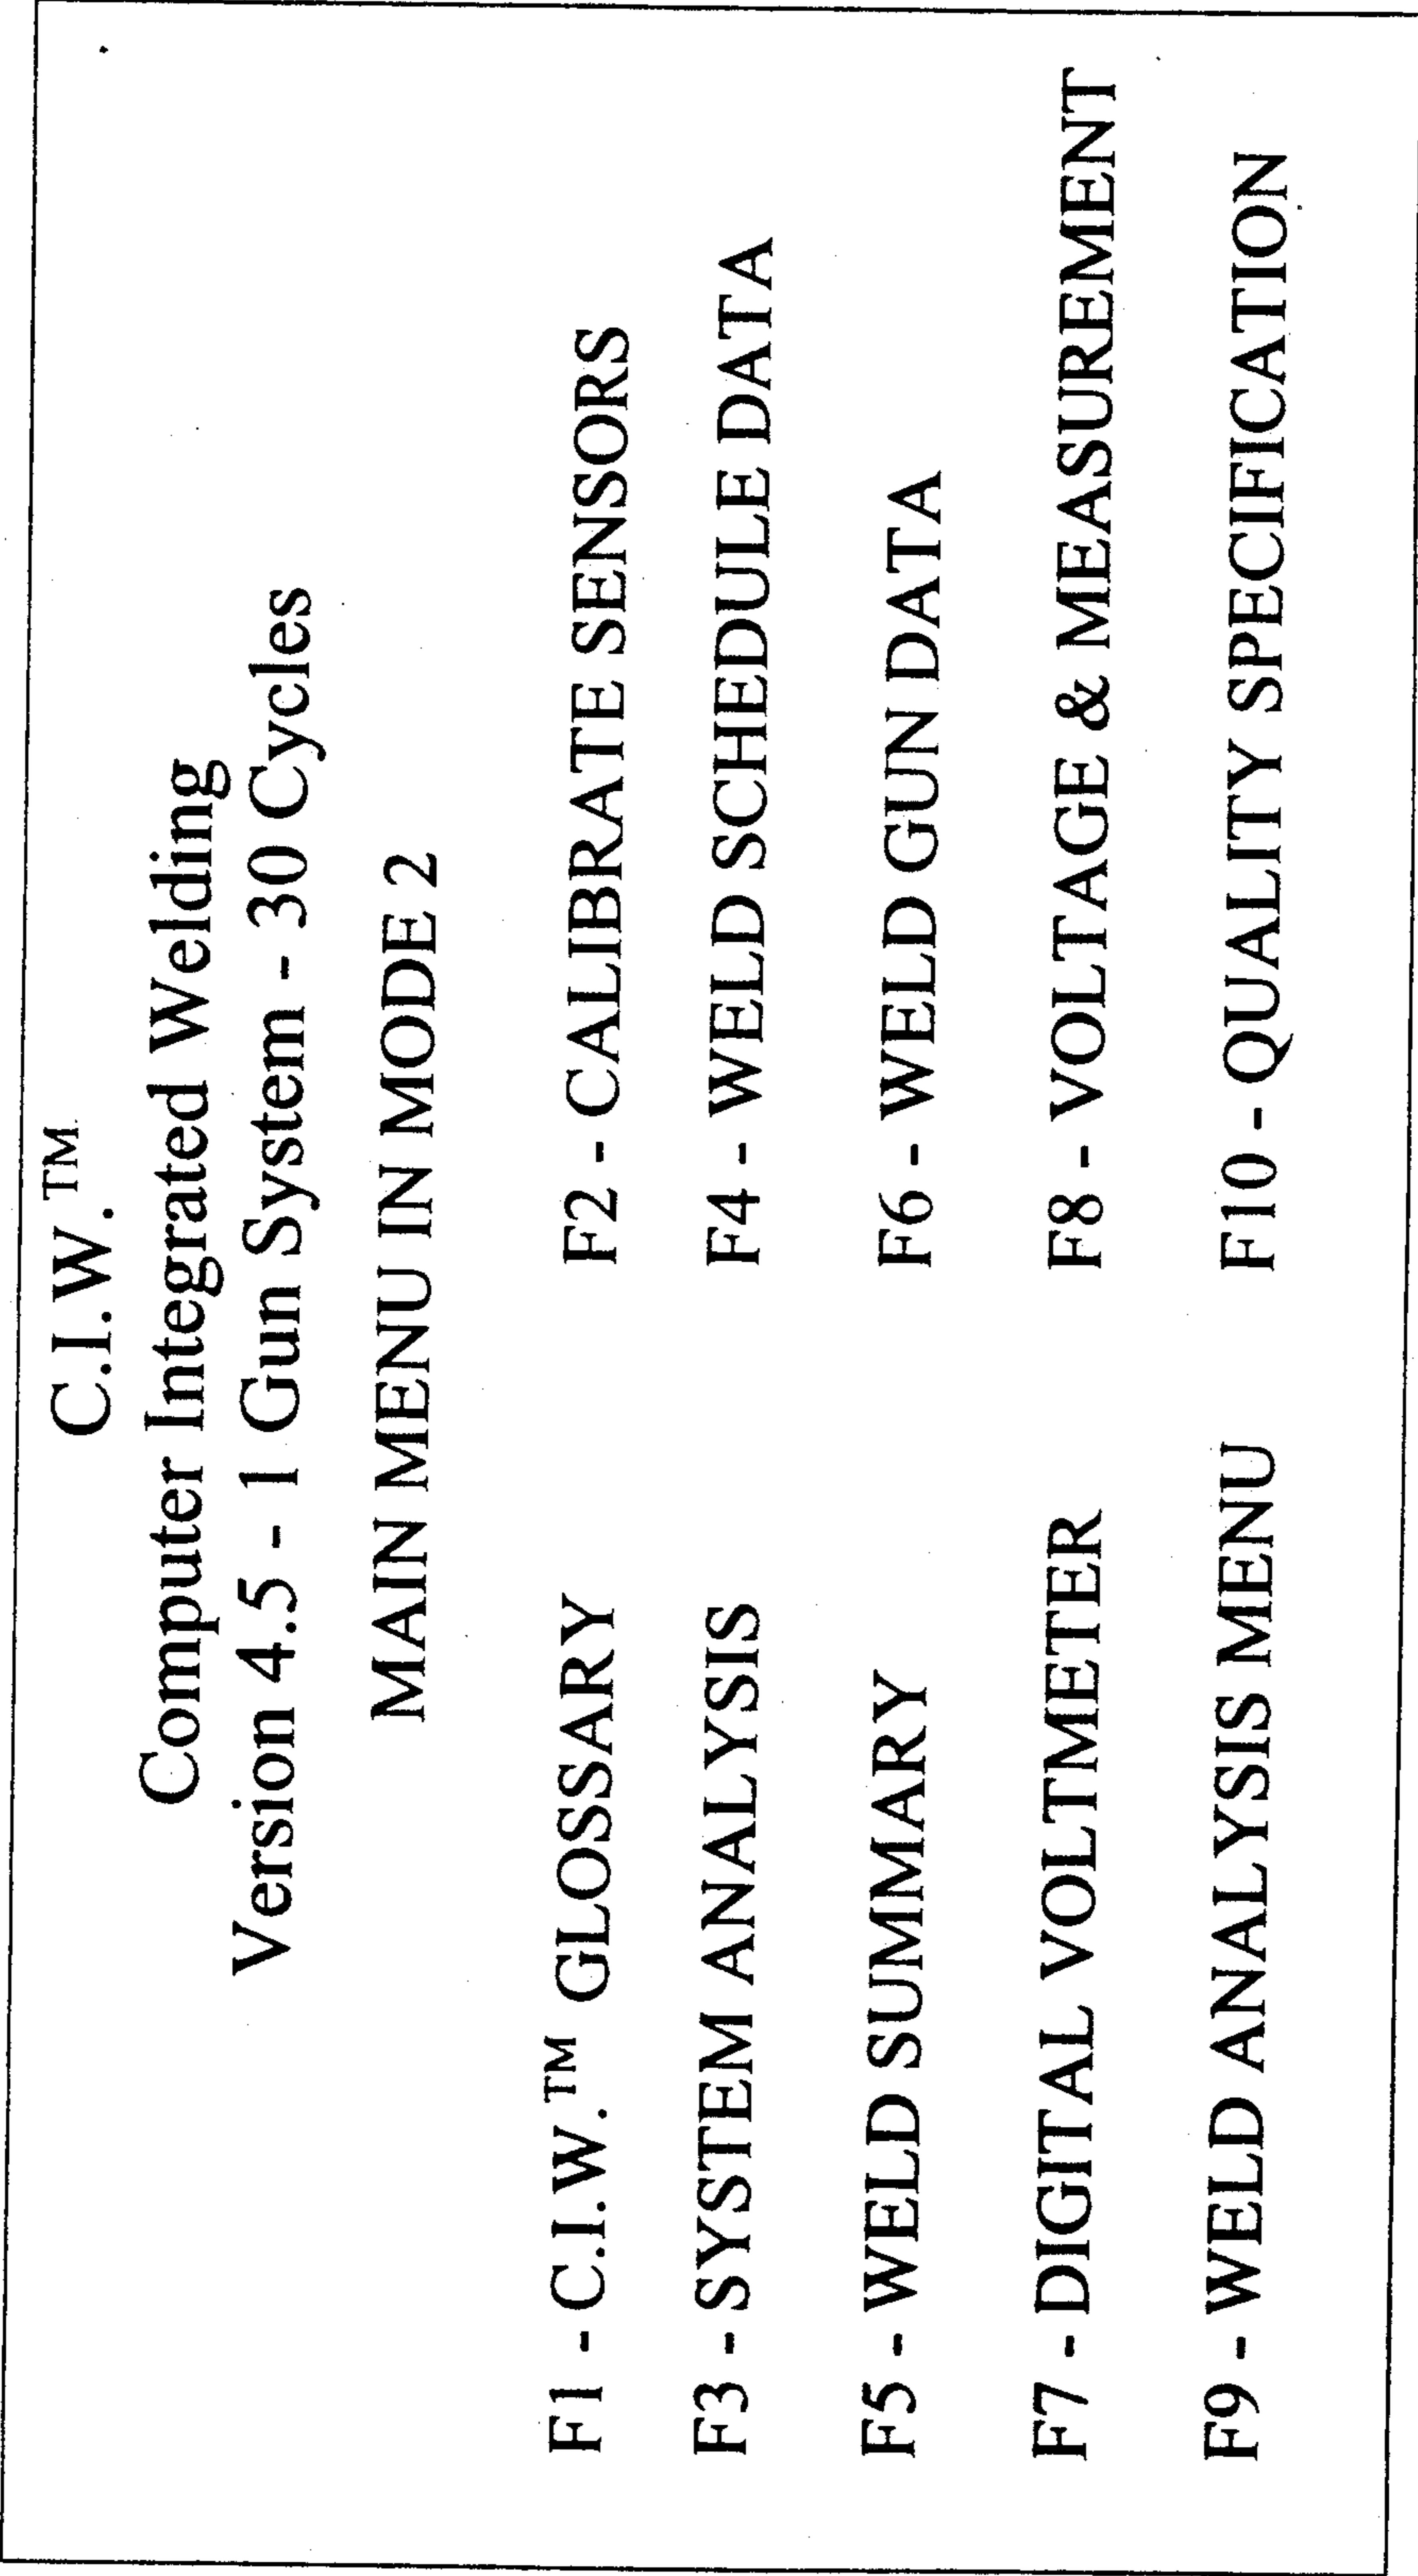 C.I.W.™
Computer Integrated Welding
Version 4.5 - 1 Gun System - 30 Cycles
MAIN MENU IN MODE 2
F1 - C.I.W.™ GLOSSARY F2 - CALIBRATE SENSORS
F3 - SYSTEM ANALYSIS F4 - WELD SCHEDULE DATA
F5 - WELD SUMMARY F6 - WELD GUN DATA
F7 - DIGITAL VOLTMETER F8 - VOLTAGE & MEASUREMENT
F9 - WELD ANALYSIS MENU F10 - QUALITY SPECIFICATION